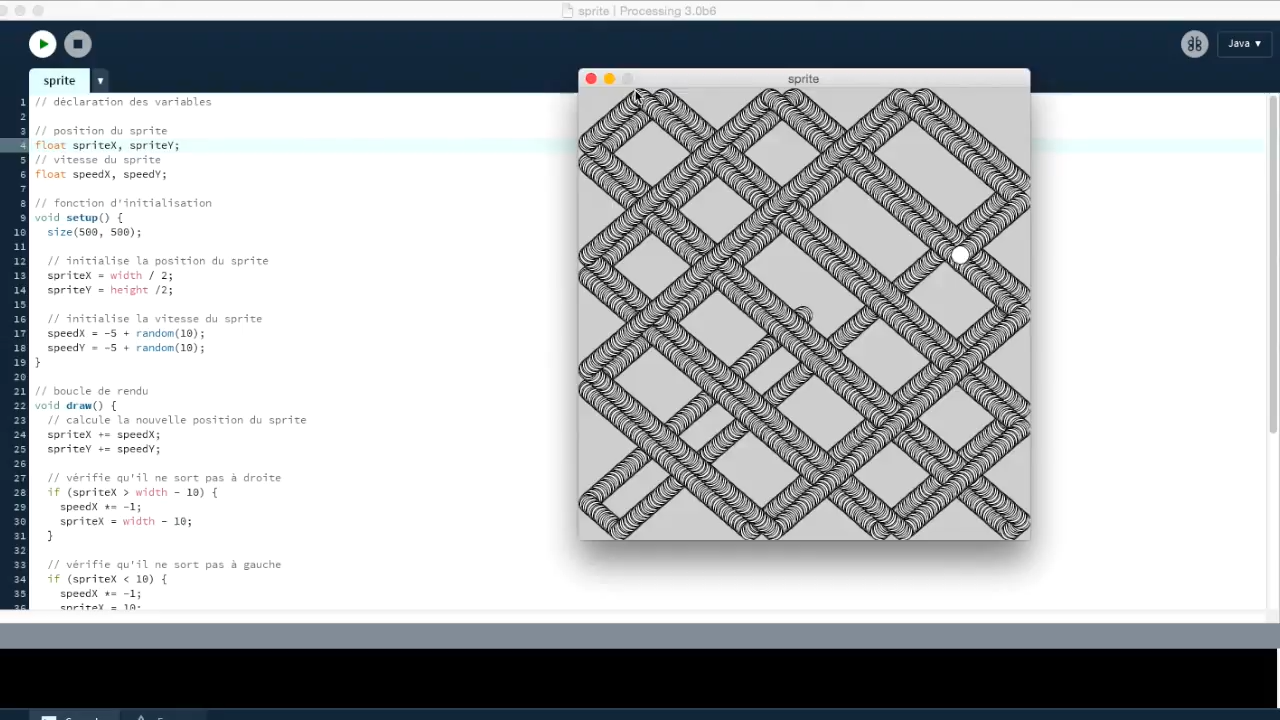 sprite | Processing 3.0b6
Java ▼
sprite ▼
sprite
1 // déclaration des variables
2
3 // position du sprite
4 float spriteX, spriteY;
5 // vitesse du sprite
6 float speedX, speedY;
7
8 // fonction d'initialisation
9 void setup() {
10 size(500, 500);
11
12 // initialise la position du sprite
13 spriteX = width / 2;
14 spriteY = height /2;
15
16 // initialise la vitesse du sprite
17 speedX = -5 + random(10);
18 speedY = -5 + random(10);
19 }
20
21 // boucle de rendu
22 void draw() {
23 // calcule la nouvelle position du sprite
24 spriteX += speedX;
25 spriteY += speedY;
26
27 // vérifie qu'il ne sort pas à droite
28 if (spriteX > width - 10) {
29 speedX *= -1;
30 spriteX = width - 10;
31 }
32
33 // vérifie qu'il ne sort pas à gauche
34 if (spriteX < 10) {
35 speedX *= -1;
36 spriteX = 10;